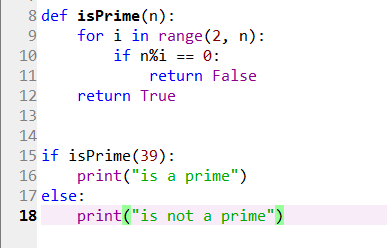 8 def isPrime(n):
9     for i in range(2, n):
10         if n%i == 0:
11             return False
12     return True
13
14
15 if isPrime(39):
16     print("is a prime")
17 else:
18     print("is not a prime")